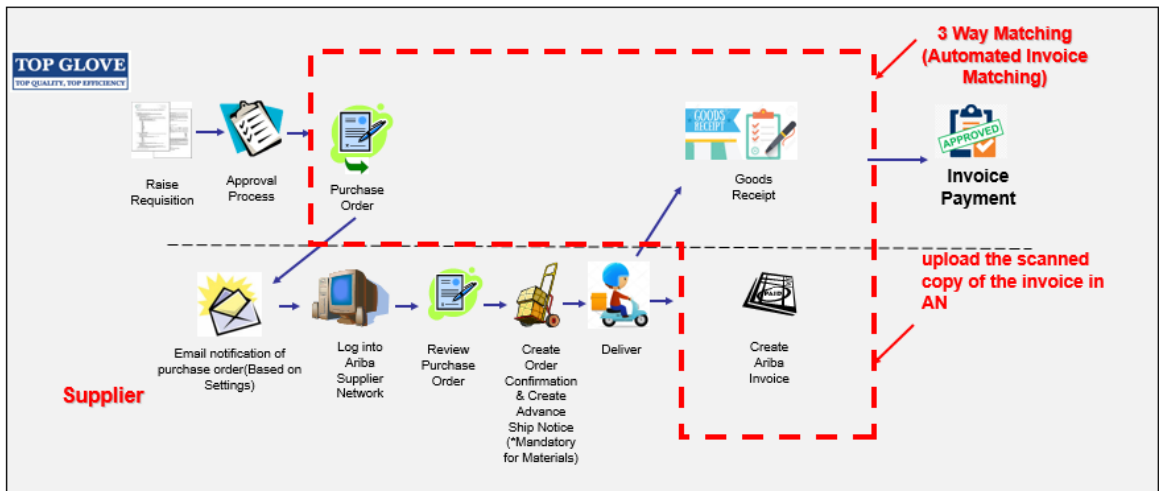 3 Way Matching
(Automated Invoice
Matching)
TOP GLOVE
TOP QUALITY, TOP EFFICIENCY
GOODS
RECEIPT
APPROVED
Raise
Requisition
Approval
Process
Purchase
Order
Goods
Receipt
Invoice
Payment
upload the scanned
copy of the invoice in
AN
PAID
Email notification of
purchase order(Based on
Settings)
Log into
Ariba
Supplier
Network
Review
Purchase
Order
Create
Order
Confirmation
& Create
Advance
Ship Notice
(*Mandatory
for Materials)
Deliver
Create
Ariba
Invoice
Supplier